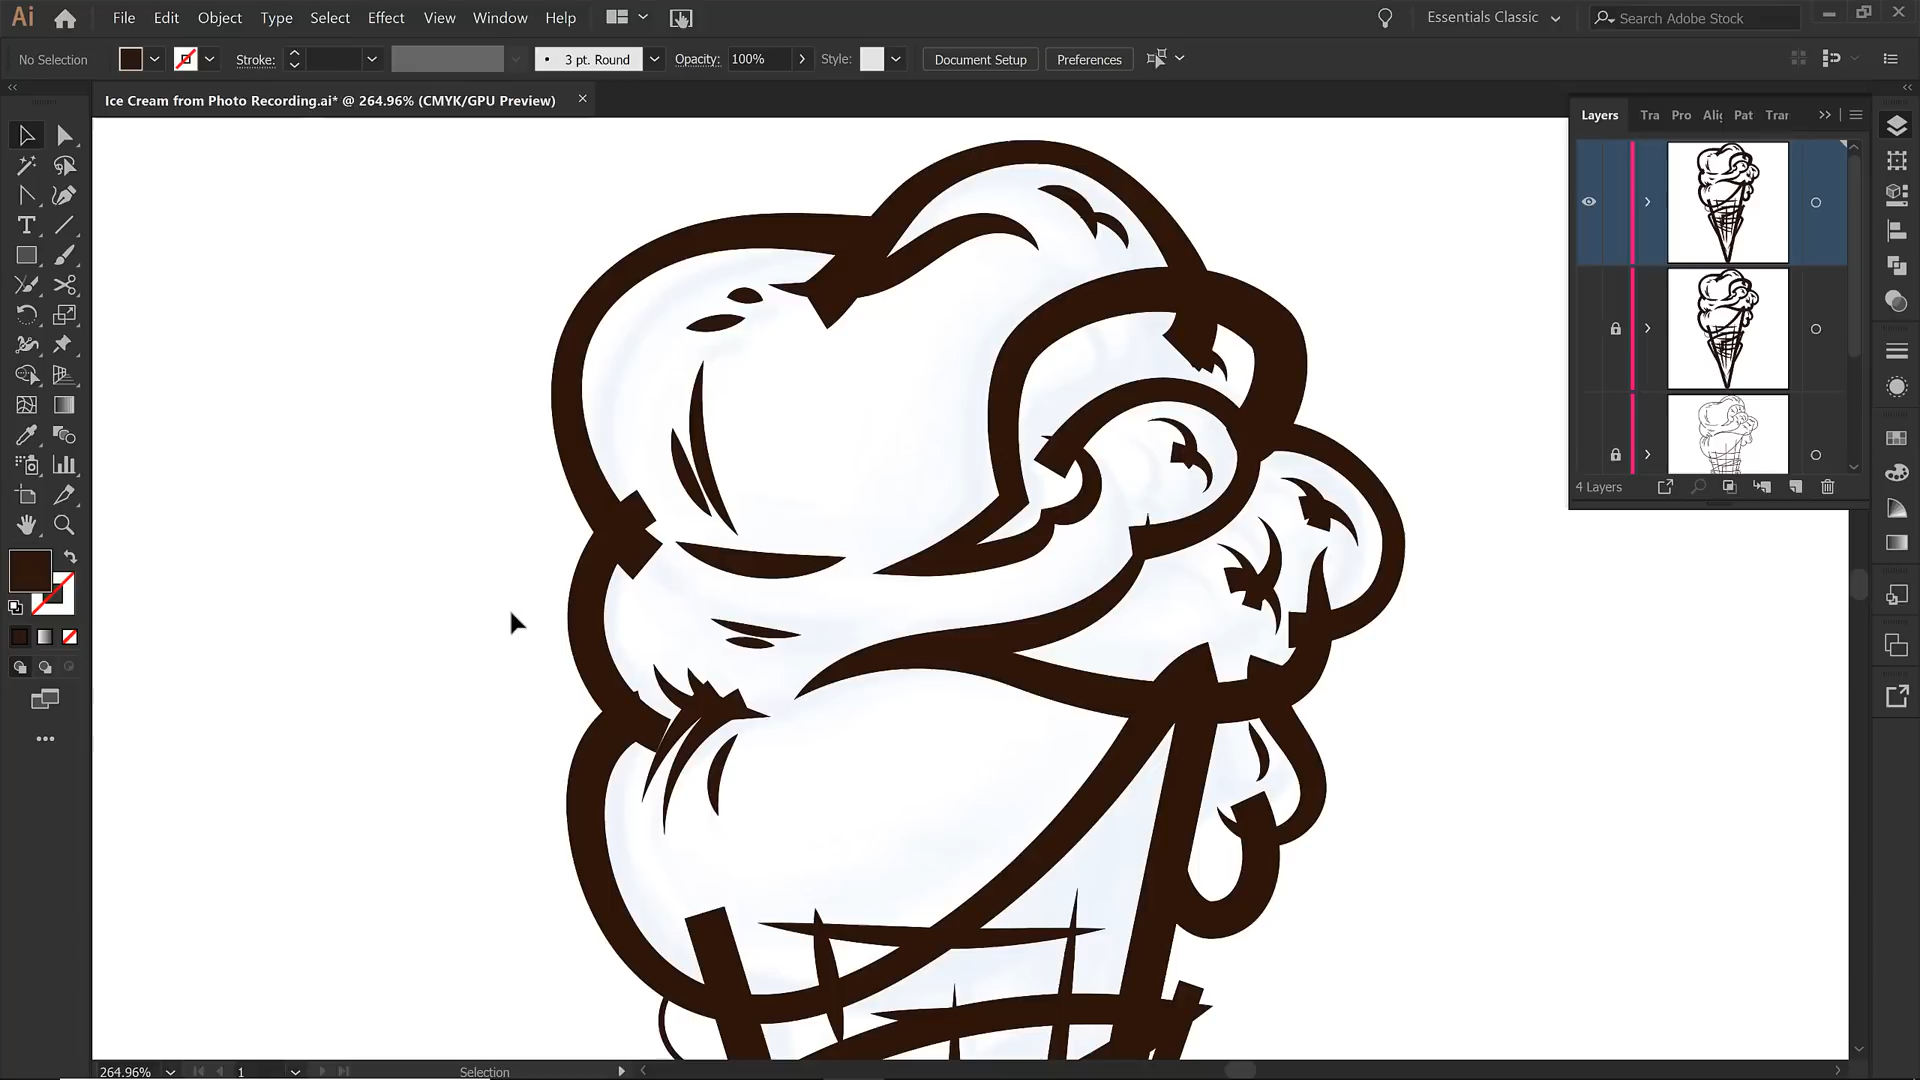 Ai File Edit Object Type Select Effect View Window Help Essentials Classic Search Adobe Stock
No Selection Stroke: 3 pt. Round Opacity: 100% Style: Document Setup Preferences
Ice Cream from Photo Recording.ai* @ 264.96% (CMYK/GPU Preview)
Layers Tra Pro Alig Pat Trar
4 Layers
264.96% 1 Selection